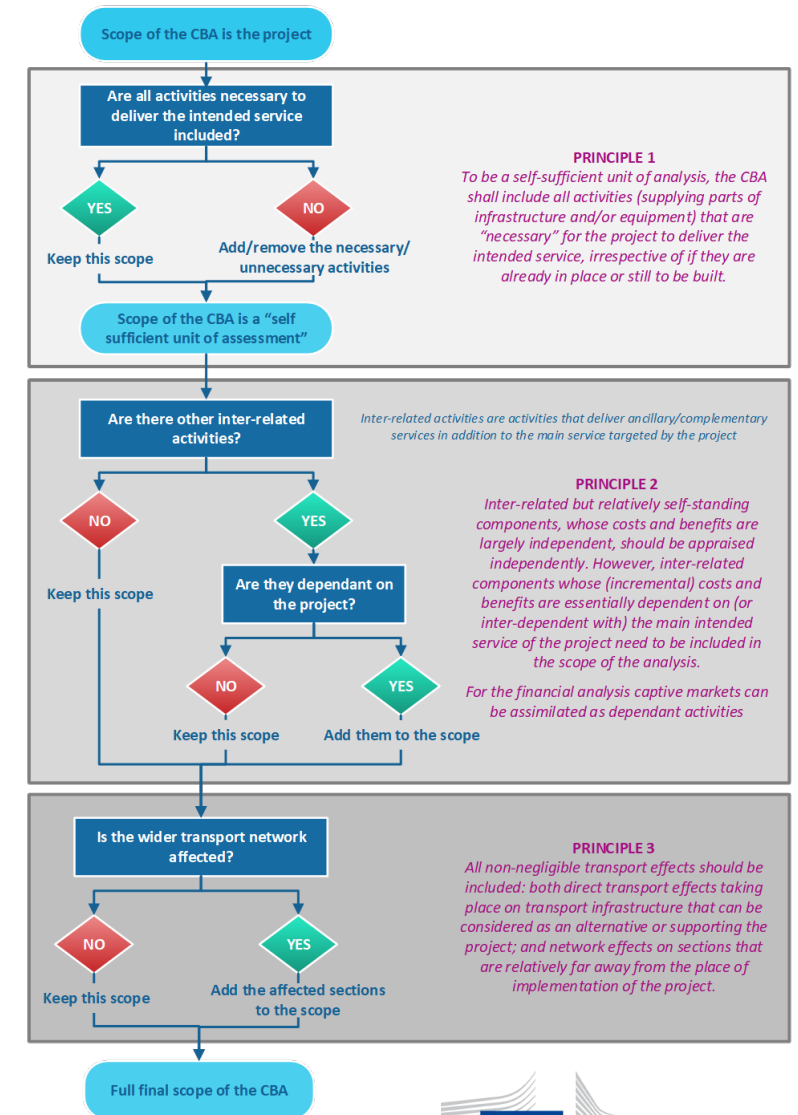 Scope of the CBA is the project
Are all activities necessary to
deliver the intended service
included?
YES
NO
Keep this scope
Add/remove the necessary/
unnecessary activities
Scope of the CBA is a “self
sufficient unit of assessment”
PRINCIPLE 1
To be a self-sufficient unit of analysis, the CBA
shall include all activities (supplying parts of
infrastructure and/or equipment) that are
“necessary” for the project to deliver the
intended service, irrespective of if they are
already in place or still to be built.
Are there other inter-related
activities?
Inter-related activities are activities that deliver ancillary/complementary
services in addition to the main service targeted by the project
NO
YES
Keep this scope
Are they dependant on
the project?
NO
YES
Keep this scope
Add them to the scope
PRINCIPLE 2
Inter-related but relatively self-standing
components, whose costs and benefits are
largely independent, should be appraised
independently. However, inter-related
components whose (incremental) costs and
benefits are essentially dependent on (or
inter-dependent with) the main intended
service of the project need to be included in
the scope of the analysis.
For the financial analysis captive markets can
be assimilated as dependant activities
Is the wider transport network
affected?
NO
YES
Keep this scope
Add the affected sections
to the scope
PRINCIPLE 3
All non-negligible transport effects should be
included: both direct transport effects taking
place on transport infrastructure that can be
considered as an alternative or supporting the
project; and network effects on sections that
are relatively far away from the place of
implementation of the project.
Full final scope of the CBA